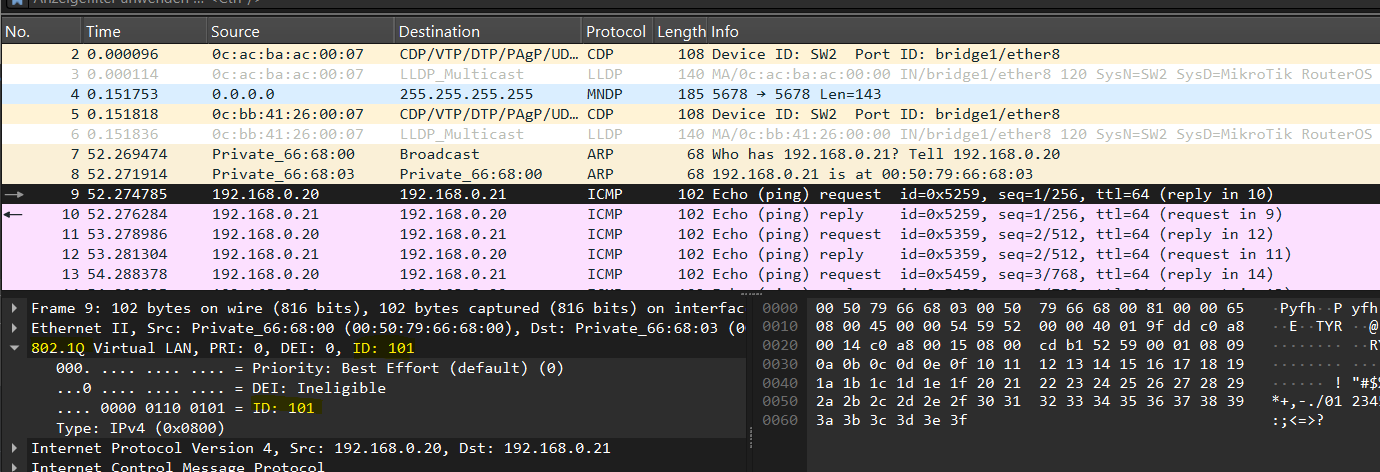 Anzeigefilter anwenden ... <Ctrl-/>
No. Time Source Destination Protocol Length Info
2 0.000096 0c:ac:ba:ac:00:07 CDP/VTP/DTP/PAgP/UD… CDP 108 Device ID: SW2 Port ID: bridge1/ether8
3 0.000114 0c:ac:ba:ac:00:07 LLDP_Multicast LLDP 140 MA/0c:ac:ba:ac:00:00 IN/bridge1/ether8 120 SysN=SW2 SysD=MikroTik RouterOS
4 0.151753 0.0.0.0 255.255.255.255 MNDP 185 5678 → 5678 Len=143
5 0.151818 0c:bb:41:26:00:07 CDP/VTP/DTP/PAgP/UD… CDP 108 Device ID: SW2 Port ID: bridge1/ether8
6 0.151836 0c:bb:41:26:00:07 LLDP_Multicast LLDP 140 MA/0c:bb:41:26:00:00 IN/bridge1/ether8 120 SysN=SW2 SysD=MikroTik RouterOS
7 52.269474 Private_66:68:00 Broadcast ARP 68 Who has 192.168.0.21? Tell 192.168.0.20
8 52.271914 Private_66:68:03 Private_66:68:00 ARP 68 192.168.0.21 is at 00:50:79:66:68:03
9 52.274785 192.168.0.20 192.168.0.21 ICMP 102 Echo (ping) request id=0x5259, seq=1/256, ttl=64 (reply in 10)
10 52.276284 192.168.0.21 192.168.0.20 ICMP 102 Echo (ping) reply id=0x5259, seq=1/256, ttl=64 (request in 9)
11 53.278986 192.168.0.20 192.168.0.21 ICMP 102 Echo (ping) request id=0x5359, seq=2/512, ttl=64 (reply in 12)
12 53.281304 192.168.0.21 192.168.0.20 ICMP 102 Echo (ping) reply id=0x5359, seq=2/512, ttl=64 (request in 11)
13 54.288378 192.168.0.20 192.168.0.21 ICMP 102 Echo (ping) request id=0x5459, seq=3/768, ttl=64 (reply in 14)
Frame 9: 102 bytes on wire (816 bits), 102 bytes captured (816 bits) on interfac
Ethernet II, Src: Private_66:68:00 (00:50:79:66:68:00), Dst: Private_66:68:03 (0
802.1Q Virtual LAN, PRI: 0, DEI: 0, ID: 101
000. .... .... .... = Priority: Best Effort (default) (0)
...0 .... .... .... = DEI: Ineligible
.... 0000 0110 0101 = ID: 101
Type: IPv4 (0x0800)
Internet Protocol Version 4, Src: 192.168.0.20, Dst: 192.168.0.21
Internet Control Message Protocol
0000 00 50 79 66 68 03 00 50 79 66 68 00 81 00 00 65 ·Pyfh··P yfh
0010 08 00 45 00 00 54 59 52 00 00 40 01 9f dd c0 a8 ··E··TYR ··@
0020 00 14 c0 a8 00 15 08 00 cd b1 52 59 00 01 08 09 ········ ··RY
0030 0a 0b 0c 0d 0e 0f 10 11 12 13 14 15 16 17 18 19 ········ ····
0040 1a 1b 1c 1d 1e 1f 20 21 22 23 24 25 26 27 28 29 ······ ! "#$%
0050 2a 2b 2c 2d 2e 2f 30 31 32 33 34 35 36 37 38 39 *+,-./01 2345
0060 3a 3b 3c 3d 3e 3f :;<=>?